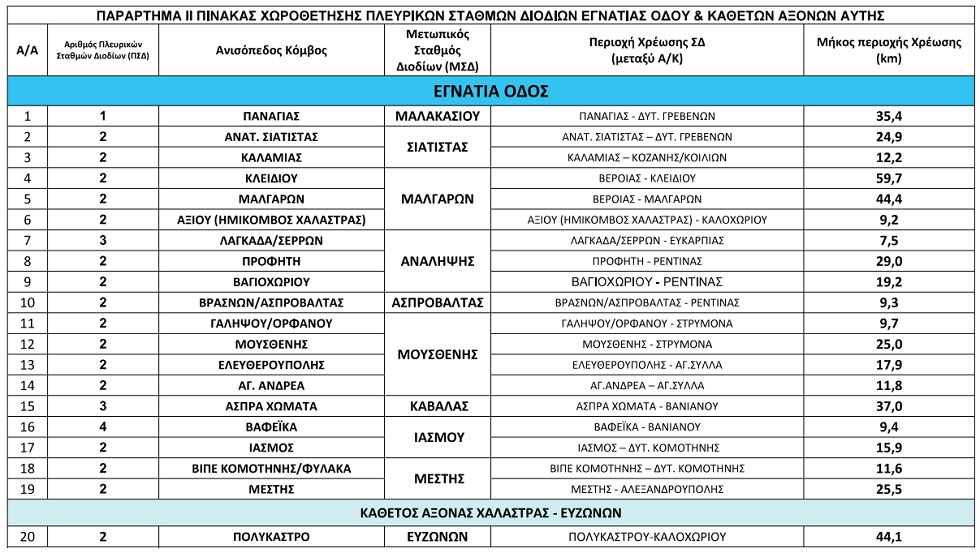 ΠΑΡΑΡΤΗΜΑ ΙΙ ΠΙΝΑΚΑΣ ΧΩΡΟΘΕΤΗΣΗΣ ΠΛΕΥΡΙΚΩΝ ΣΤΑΘΜΩΝ ΔΙΟΔΙΩΝ ΕΓΝΑΤΙΑΣ ΟΔΟΥ & ΚΑΘΕΤΩΝ ΑΞΟΝΩΝ ΑΥΤΗΣ
Α/Α Αριθμός Πλευρικών Σταθμών Διοδίων (ΠΣΔ) Ανισόπεδος Κόμβος Μετωπικός Σταθμός Διοδίων (ΜΣΔ) Περιοχή Χρέωσης ΣΔ (μεταξύ Α/Κ) Μήκος περιοχής Χρέωσης (km)
ΕΓΝΑΤΙΑ ΟΔΟΣ
1 1 ΠΑΝΑΓΙΑΣ ΜΑΛΑΚΑΣΙΟΥ ΠΑΝΑΓΙΑΣ - ΔΥΤ. ΓΡΕΒΕΝΩΝ 35,4
2 2 ΑΝΑΤ. ΣΙΑΤΙΣΤΑΣ ΣΙΑΤΙΣΤΑΣ ΑΝΑΤ. ΣΙΑΤΙΣΤΑΣ – ΔΥΤ. ΓΡΕΒΕΝΩΝ 24,9
3 2 ΚΑΛΑΜΙΑΣ ΚΑΛΑΜΙΑΣ – ΚΟΖΑΝΗΣ/ΚΟΙΛΙΩΝ 12,2
4 2 ΚΛΕΙΔΙΟΥ ΜΑΛΓΑΡΩΝ ΒΕΡΟΙΑΣ - ΚΛΕΙΔΙΟΥ 59,7
5 2 ΜΑΛΓΑΡΩΝ ΒΕΡΟΙΑΣ - ΜΑΛΓΑΡΩΝ 44,4
6 2 ΑΞΙΟΥ (ΗΜΙΚΟΜΒΟΣ ΧΑΛΑΣΤΡΑΣ) ΑΞΙΟΥ (ΗΜΙΚΟΜΒΟΣ ΧΑΛΑΣΤΡΑΣ) - ΚΑΛΟΧΩΡΙΟΥ 9,2
7 3 ΛΑΓΚΑΔΑ/ΣΕΡΡΩΝ ΑΝΑΛΗΨΗΣ ΛΑΓΚΑΔΑ/ΣΕΡΡΩΝ - ΕΥΚΑΡΠΙΑΣ 7,5
8 2 ΠΡΟΦΗΤΗ ΠΡΟΦΗΤΗ - ΡΕΝΤΙΝΑΣ 29,0
9 2 ΒΑΓΙΟΧΩΡΙΟΥ ΒΑΓΙΟΧΩΡΙΟΥ - ΡΕΝΤΙΝΑΣ 19,2
10 2 ΒΡΑΣΝΩΝ/ΑΣΠΡΟΒΑΛΤΑΣ ΑΣΠΡΟΒΑΛΤΑΣ ΒΡΑΣΝΩΝ/ΑΣΠΡΟΒΑΛΤΑΣ - ΡΕΝΤΙΝΑΣ 9,3
11 2 ΓΑΛΗΨΟΥ/ΟΡΦΑΝΟΥ ΜΟΥΣΘΕΝΗΣ ΓΑΛΗΨΟΥ/ΟΡΦΑΝΟΥ - ΣΤΡΥΜΟΝΑ 9,7
12 2 ΜΟΥΣΘΕΝΗΣ ΜΟΥΣΘΕΝΗΣ - ΣΤΡΥΜΟΝΑ 25,0
13 2 ΕΛΕΥΘΕΡΟΥΠΟΛΗΣ ΕΛΕΥΘΕΡΟΥΠΟΛΗΣ - ΑΓ.ΣΥΛΛΑ 17,9
14 2 ΑΓ. ΑΝΔΡΕΑ ΑΓ.ΑΝΔΡΕΑ – ΑΓ.ΣΥΛΛΑ 11,8
15 3 ΑΣΠΡΑ ΧΩΜΑΤΑ ΚΑΒΑΛΑΣ ΑΣΠΡΑ ΧΩΜΑΤΑ - ΒΑΝΙΑΝΟΥ 37,0
16 4 ΒΑΦΕΪΚΑ ΙΑΣΜΟΥ ΒΑΦΕΪΚΑ - ΒΑΝΙΑΝΟΥ 9,4
17 2 ΙΑΣΜΟΣ ΙΑΣΜΟΣ – ΔΥΤ. ΚΟΜΟΤΗΝΗΣ 15,9
18 2 ΒΙΠΕ ΚΟΜΟΤΗΝΗΣ/ΦΥΛΑΚΑ ΜΕΣΤΗΣ ΒΙΠΕ ΚΟΜΟΤΗΝΗΣ – ΔΥΤ. ΚΟΜΟΤΗΝΗΣ 11,6
19 2 ΜΕΣΤΗΣ ΜΕΣΤΗΣ - ΑΛΕΞΑΝΔΡΟΥΠΟΛΗΣ 25,5
ΚΑΘΕΤΟΣ ΑΞΟΝΑΣ ΧΑΛΑΣΤΡΑΣ - ΕΥΖΩΝΩΝ
20 2 ΠΟΛΥΚΑΣΤΡΟ ΕΥΖΩΝΩΝ ΠΟΛΥΚΑΣΤΡΟΥ-ΚΑΛΟΧΩΡΙΟΥ 44,1